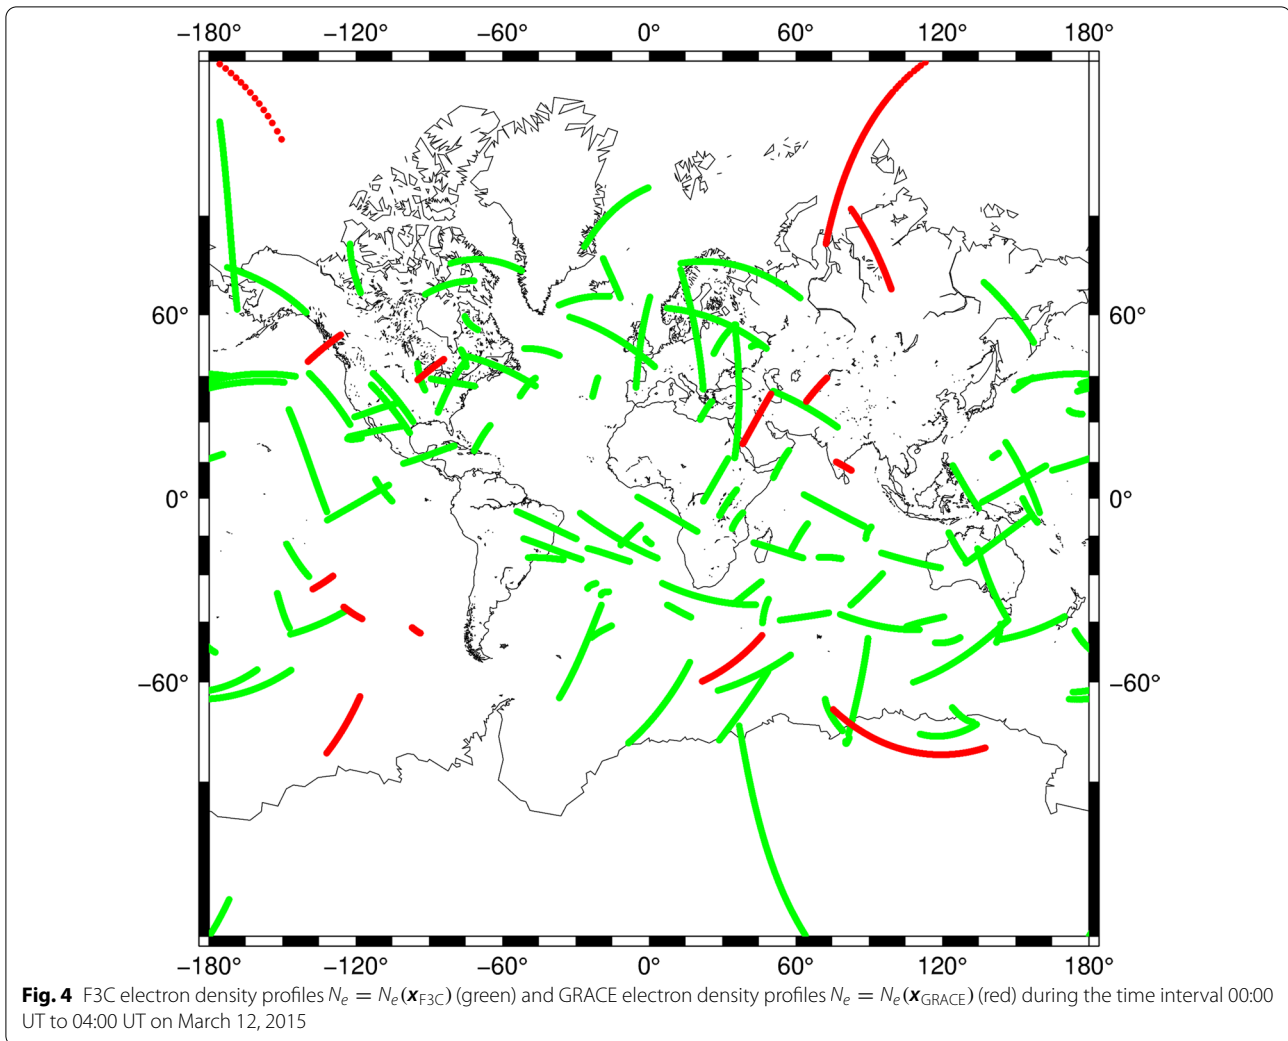 −180° −120° −60° 0° 60° 120° 180°
60° 60°
0° 0°
−60° −60°
−180° −120° −60° 0° 60° 120° 180°
Fig. 4 F3C electron density profiles Nₑ = Nₑ(x_F3C) (green) and GRACE electron density profiles Nₑ = Nₑ(x_GRACE) (red) during the time interval 00:00
UT to 04:00 UT on March 12, 2015